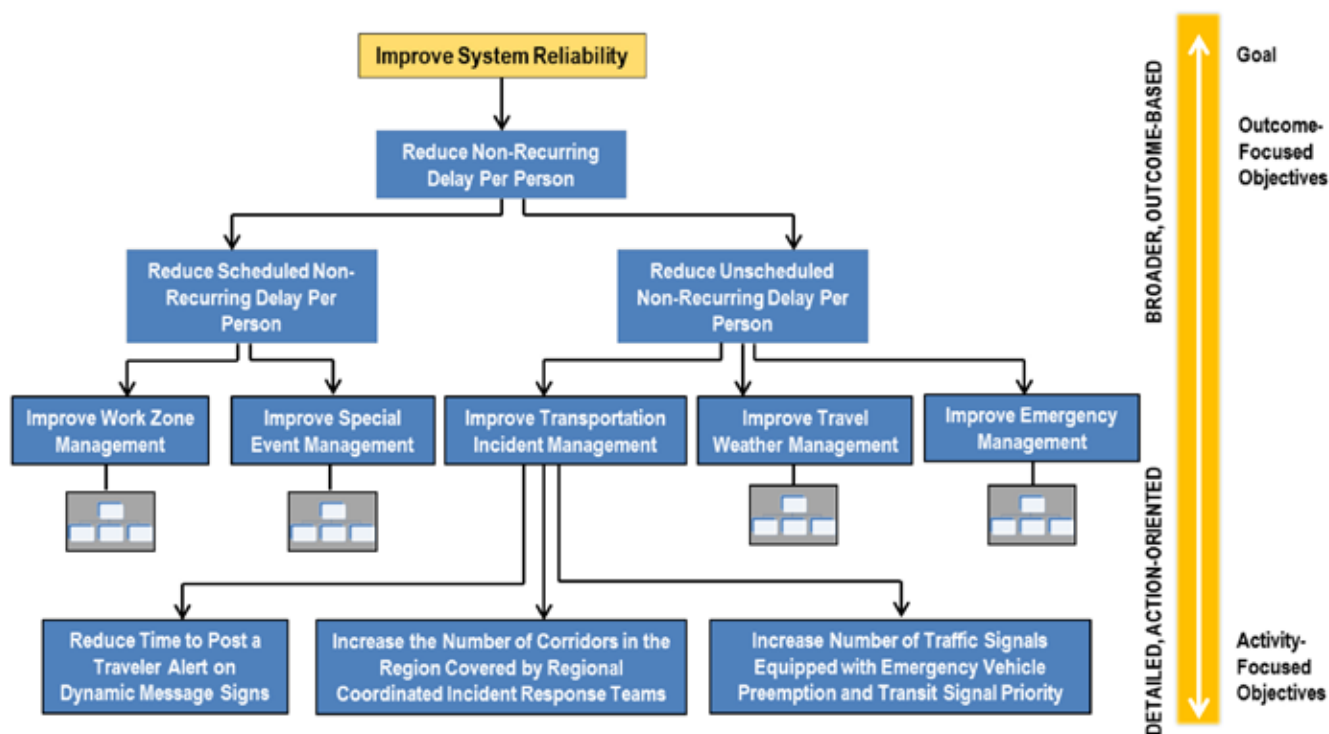 Improve System Reliability
Reduce Non-Recurring
Delay Per Person
Reduce Scheduled Non-
Recurring Delay Per
Person
Reduce Unscheduled
Non-Recurring Delay Per
Person
Improve Work Zone
Management
Improve Special
Event Management
Improve Transportation
Incident Management
Improve Travel
Weather Management
Improve Emergency
Management
Reduce Time to Post a
Traveler Alert on
Dynamic Message Signs
Increase the Number of Corridors in the
Region Covered by Regional
Coordinated Incident Response Teams
Increase Number of Traffic Signals
Equipped with Emergency Vehicle
Preemption and Transit Signal Priority
BROADER, OUTCOME-BASED
DETAILED, ACTION-ORIENTED
Goal
Outcome-
Focused
Objectives
Activity-
Focused
Objectives